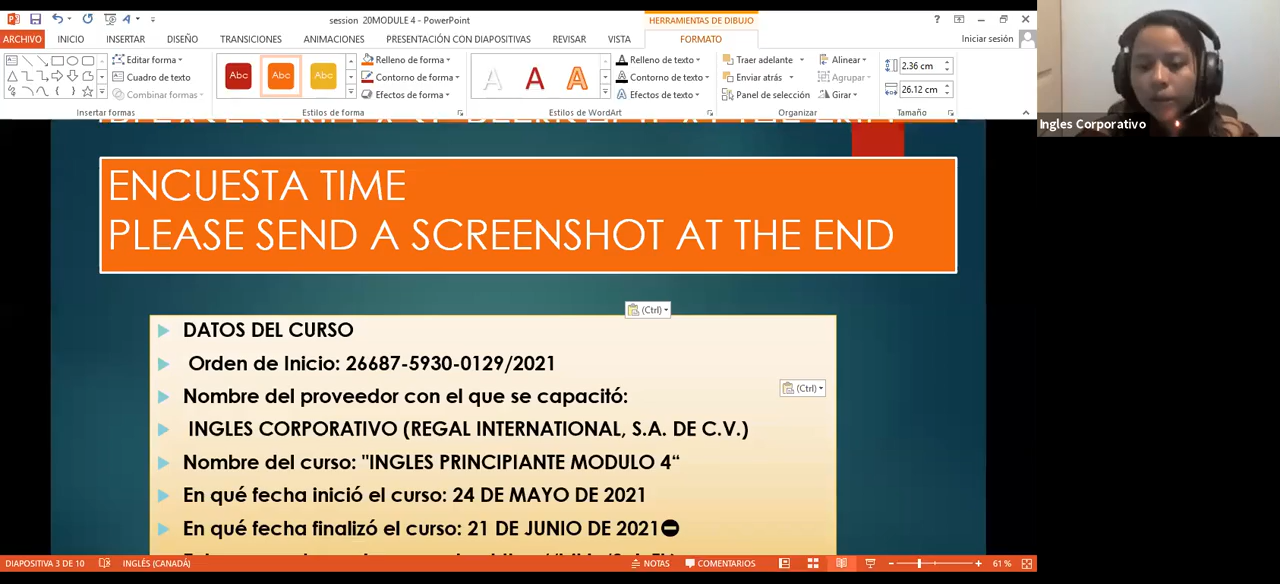 session 20MODULE 4 - PowerPoint
HERRAMIENTAS DE DIBUJO
ARCHIVO INICIO INSERTAR DISEÑO TRANSICIONES ANIMACIONES PRESENTACIÓN CON DIAPOSITIVAS REVISAR VISTA FORMATO Iniciar sesión
Editar forma
Cuadro de texto
Combinar formas
Insertar formas
Abc Abc Abc
Relleno de forma
Contorno de forma
Efectos de forma
Estilos de forma
A A A
Relleno de texto
Contorno de texto
Efectos de texto
Estilos de WordArt
Traer adelante
Enviar atrás
Panel de selección
Alinear
Agrupar
Girar
Organizar
2.36 cm
26.12 cm
Tamaño
Ingles Corporativo
ENCUESTA TIME
PLEASE SEND A SCREENSHOT AT THE END
(Ctrl)
DATOS DEL CURSO
Orden de Inicio: 26687-5930-0129/2021
(Ctrl)
Nombre del proveedor con el que se capacitó:
INGLES CORPORATIVO (REGAL INTERNATIONAL, S.A. DE C.V.)
Nombre del curso: "INGLES PRINCIPIANTE MODULO 4“
En qué fecha inició el curso: 24 DE MAYO DE 2021
En qué fecha finalizó el curso: 21 DE JUNIO DE 2021
DIAPOSITIVA 3 DE 10 INGLÉS (CANADÁ) NOTAS COMENTARIOS 61 %